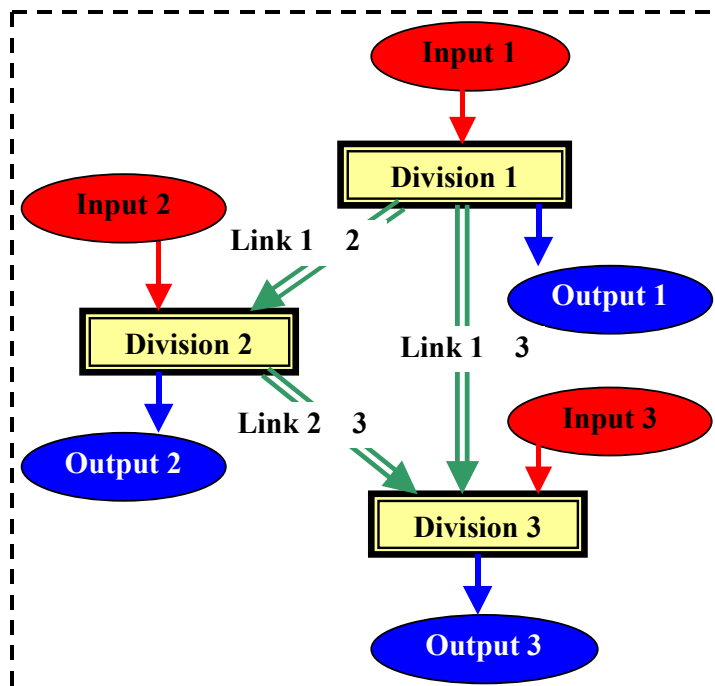 Input 1
Division 1
Input 2
Link 1 2
Output 1
Division 2
Link 1 3
Link 2 3
Input 3
Output 2
Division 3
Output 3